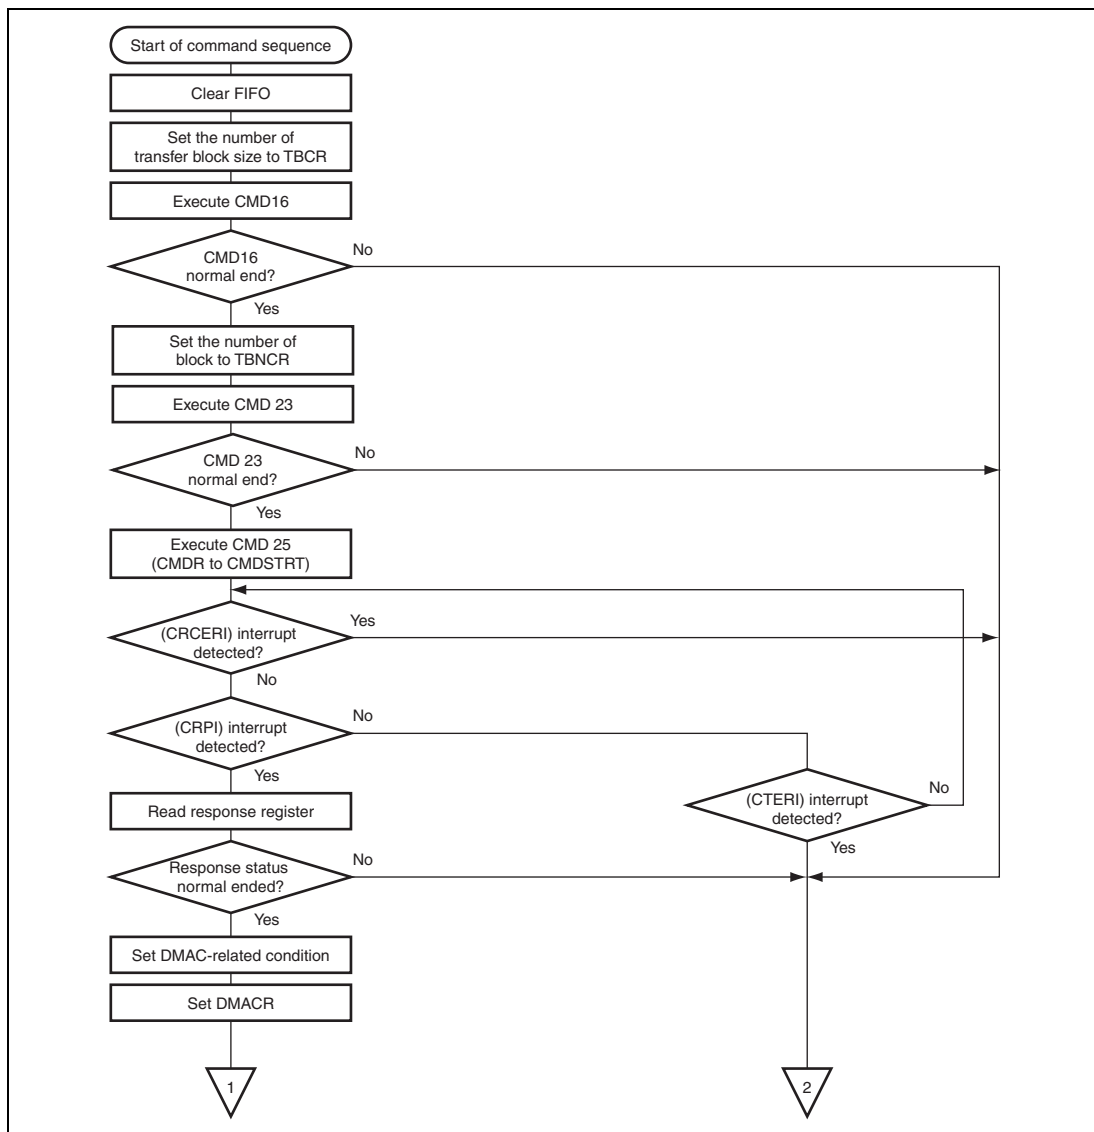 Start of command sequence
Clear FIFO
Set the number of
transfer block size to TBCR
Execute CMD16
CMD16
normal end?
No
Yes
Set the number of
block to TBNCR
Execute CMD 23
CMD 23
normal end?
No
Yes
Execute CMD 25
(CMDR to CMDSTRT)
(CRCERI) interrupt
detected?
Yes
No
(CRPI) interrupt
detected?
No
Yes
(CTERI) interrupt
detected?
No
Yes
Read response register
Response status
normal ended?
No
Yes
Set DMAC-related condition
Set DMACR
1
2